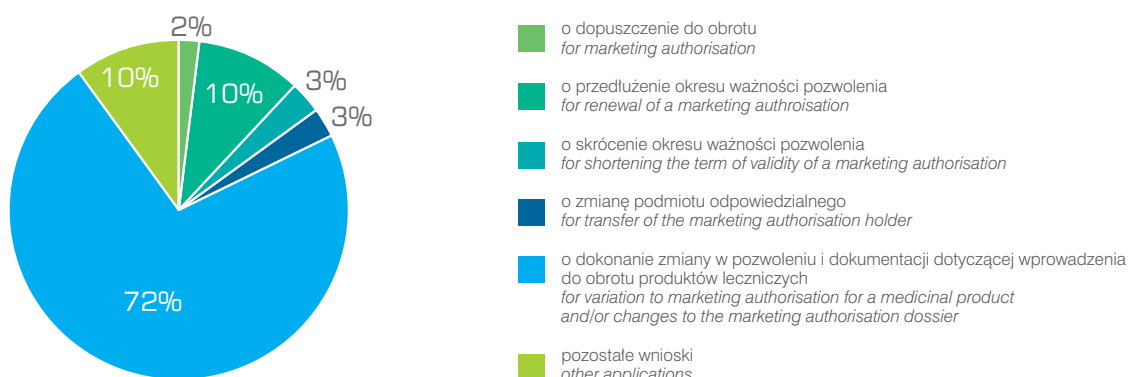 2%
10%
10%
3%
3%
72%
o dopuszczenie do obrotu
for marketing authorisation
o przedłużenie okresu ważności pozwolenia
for renewal of a marketing authroisation
o skrócenie okresu ważności pozwolenia
for shortening the term of validity of a marketing authorisation
o zmianę podmiotu odpowiedzialnego
for transfer of the marketing authorisation holder
o dokonanie zmiany w pozwoleniu i dokumentacji dotyczącej wprowadzenia
do obrotu produktów leczniczych
for variation to marketing authorisation for a medicinal product
and/or changes to the marketing authorisation dossier
pozostałe wnioski
other applications